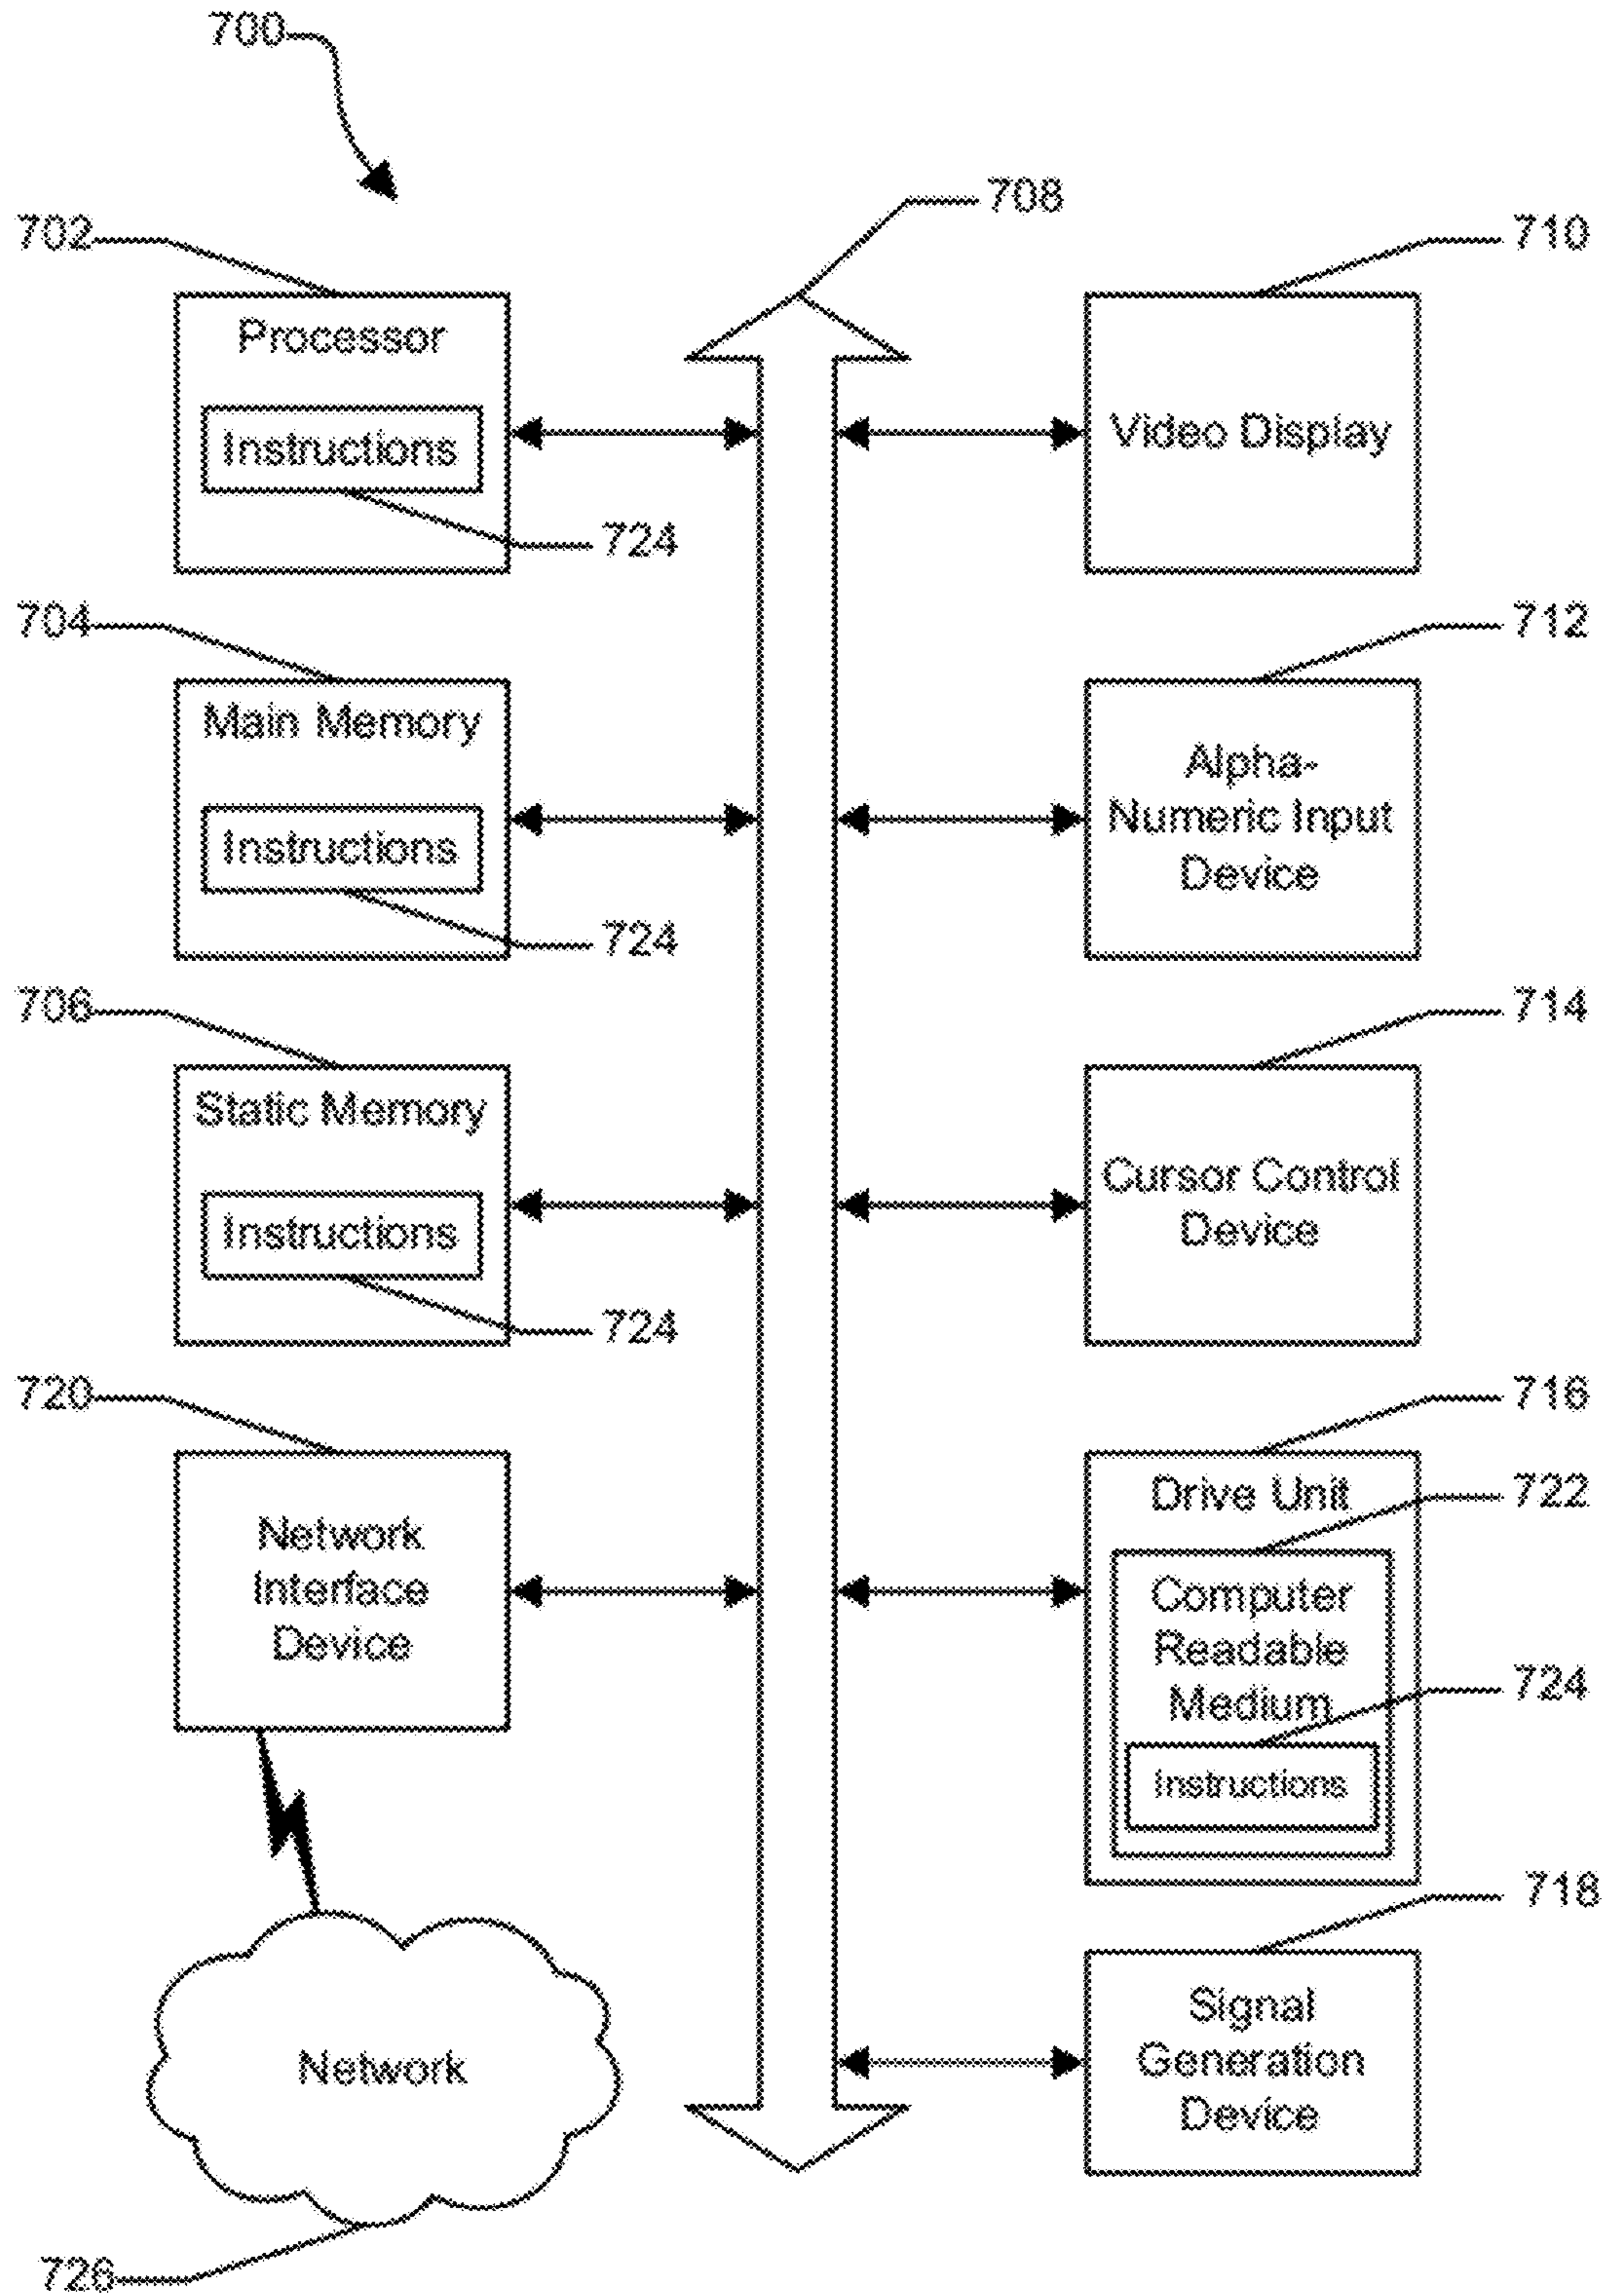 700
708
702
710
Processor
Instructions
724
Video Display
704
712
Main Memory
Instructions
724
Alpha-
Numeric Input
Device
706
714
Static Memory
Instructions
724
Cursor Control
Device
720
716
Network
Interface
Device
Drive Unit
722
Computer
Readable
Medium
724
Instructions
718
Network
Signal
Generation
Device
726